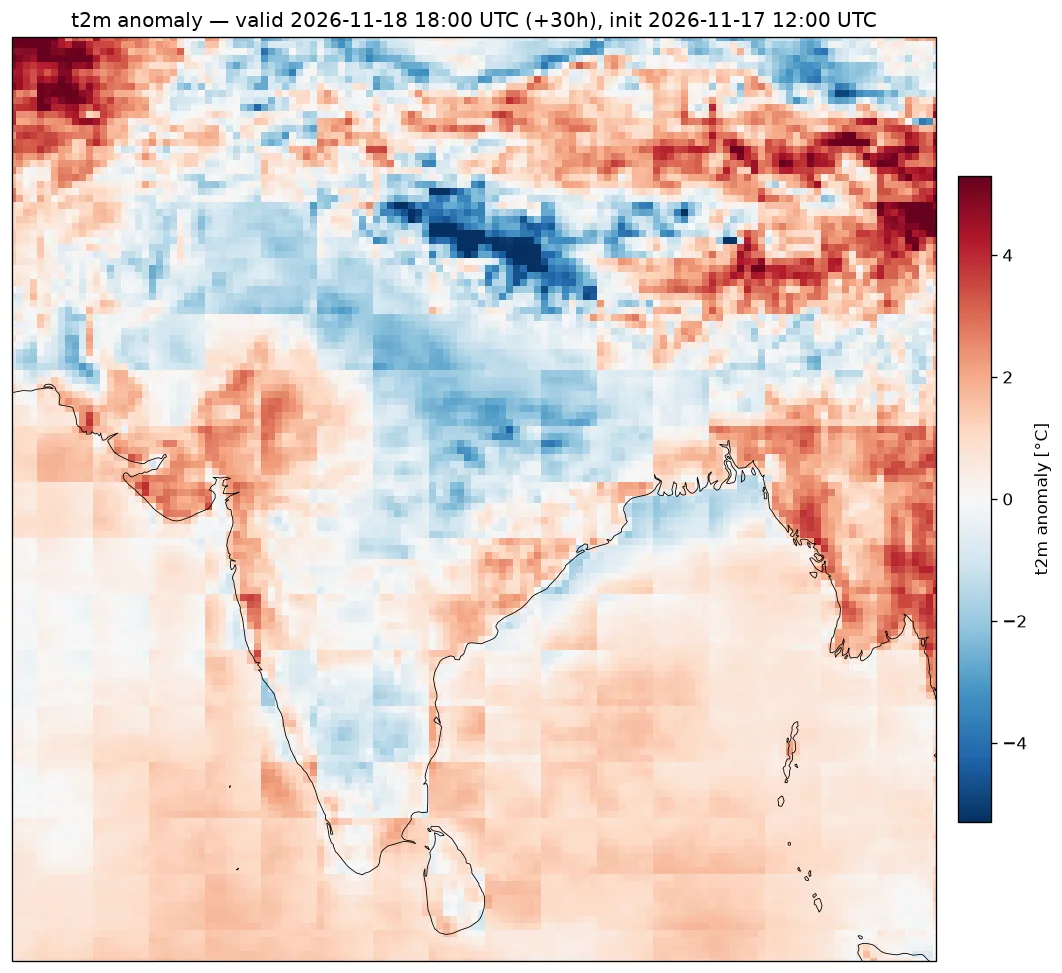 t2m anomaly — valid 2026-11-18 18:00 UTC (+30h), init 2026-11-17 12:00 UTC
4
2
0
−2
−4
t2m anomaly [°C]